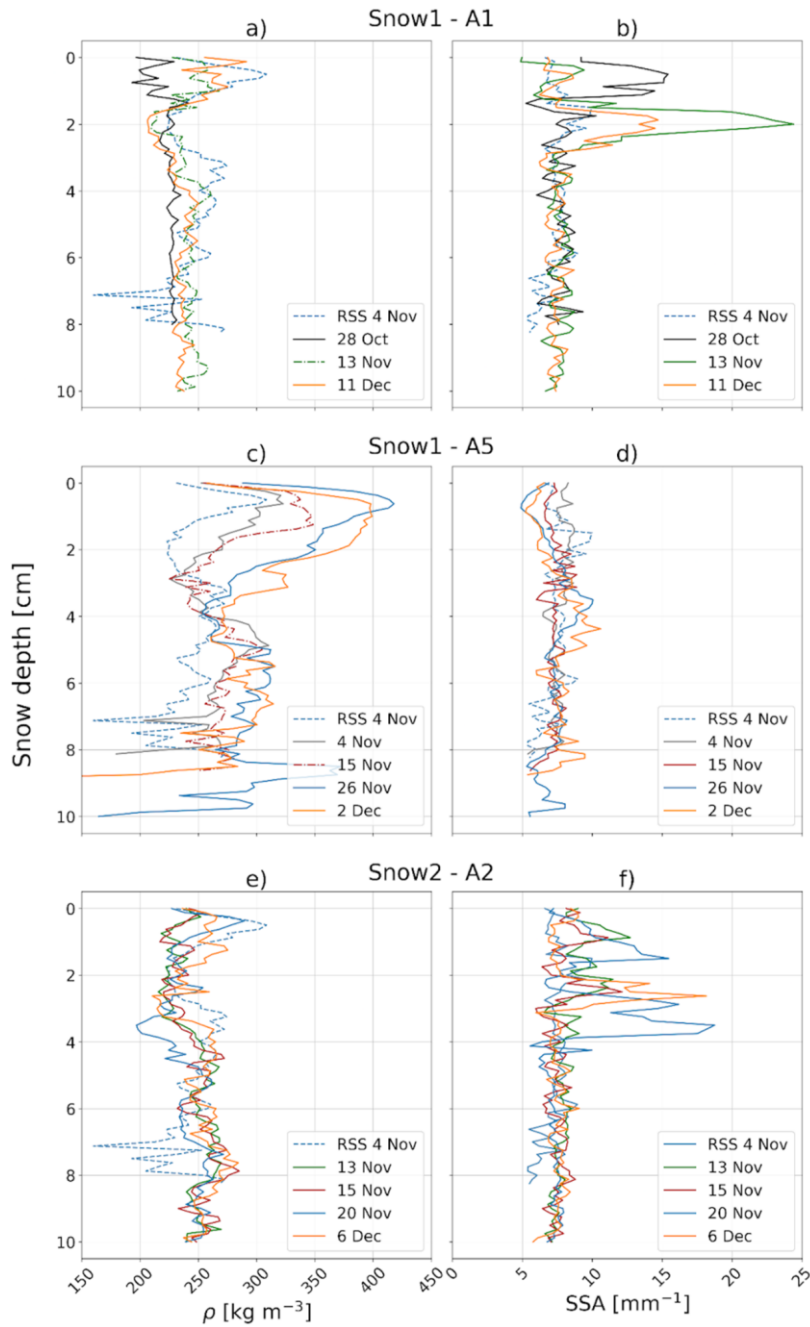 Snow1 - A1
a)
b)
0
2
4
6
8
10
RSS 4 Nov
28 Oct
13 Nov
11 Dec
RSS 4 Nov
28 Oct
13 Nov
11 Dec
Snow1 - A5
c)
d)
Snow depth [cm]
0
2
4
6
8
10
RSS 4 Nov
4 Nov
15 Nov
26 Nov
2 Dec
RSS 4 Nov
4 Nov
15 Nov
26 Nov
2 Dec
Snow2 - A2
e)
f)
0
2
4
6
8
10
RSS 4 Nov
13 Nov
15 Nov
20 Nov
6 Dec
RSS 4 Nov
13 Nov
15 Nov
20 Nov
6 Dec
150 200 250 300 350 400 450
0 5 10 15 20 25
ρ [kg m⁻³]
SSA [mm⁻¹]